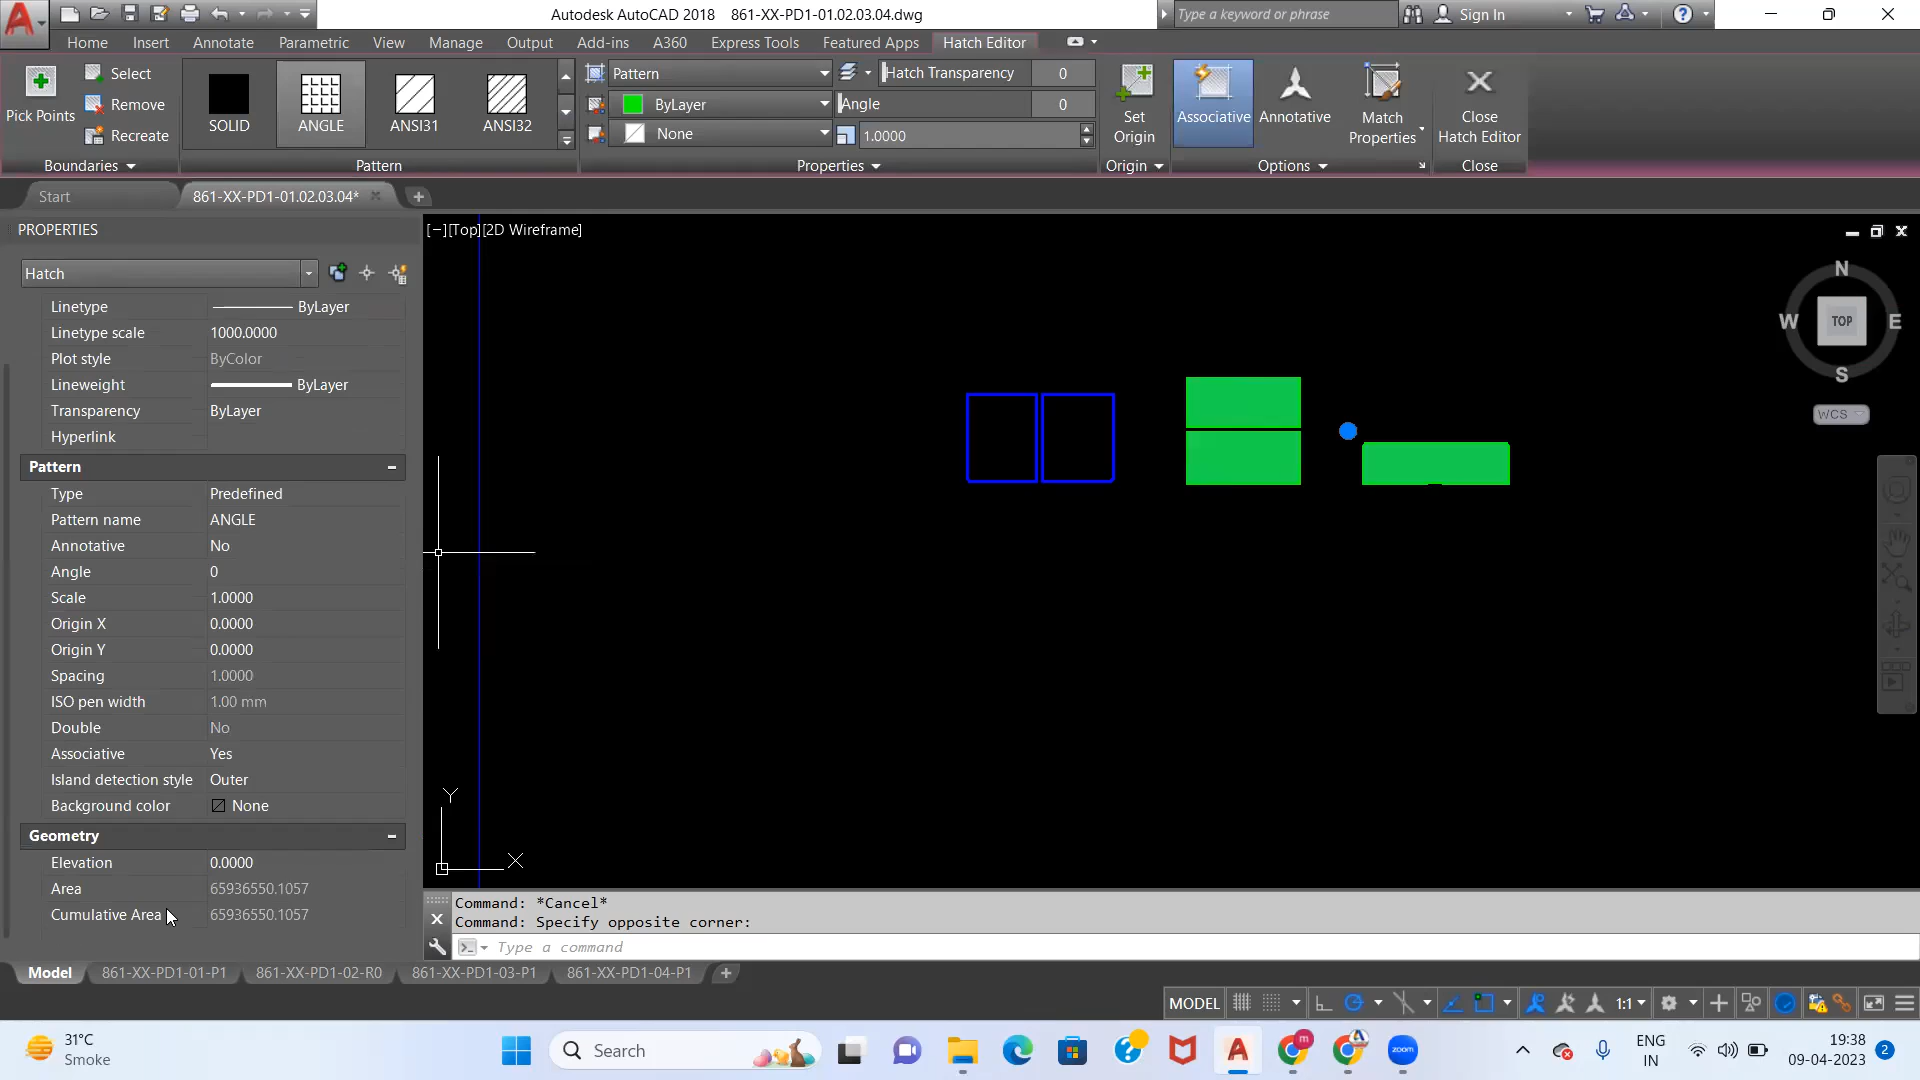 Autodesk AutoCAD 2018 861-XX-PD1-01.02.03.04.dwg
Type a keyword or phrase
Sign In
Home Insert Annotate Parametric View Manage Output Add-ins A360 Express Tools Featured Apps Hatch Editor
Pick Points
Select
Remove
Recreate
Boundaries
SOLID ANGLE ANSI31 ANSI32
Pattern
Pattern
ByLayer
None
Hatch Transparency 0
Angle 0
1.0000
Properties
Set Origin
Origin
Associative
Annotative
Match Properties
Options
Close Hatch Editor
Close
Start 861-XX-PD1-01.02.03.04*
PROPERTIES
Hatch
Linetype ByLayer
Linetype scale 1000.0000
Plot style ByColor
Lineweight ByLayer
Transparency ByLayer
Hyperlink
Pattern
Type Predefined
Pattern name ANGLE
Annotative No
Angle 0
Scale 1.0000
Origin X 0.0000
Origin Y 0.0000
Spacing 1.0000
ISO pen width 1.00 mm
Double No
Associative Yes
Island detection style Outer
Background color None
Geometry
Elevation 0.0000
Area 65936550.1057
Cumulative Area 65936550.1057
[−][Top][2D Wireframe]
N
W TOP E
S
WCS
Y
X
Command: *Cancel*
Command: Specify opposite corner:
Type a command
Model 861-XX-PD1-01-P1 861-XX-PD1-02-R0 861-XX-PD1-03-P1 861-XX-PD1-04-P1
MODEL 1:1
31°C
Smoke
Search
zoom
ENG
IN
19:38
09-04-2023
2